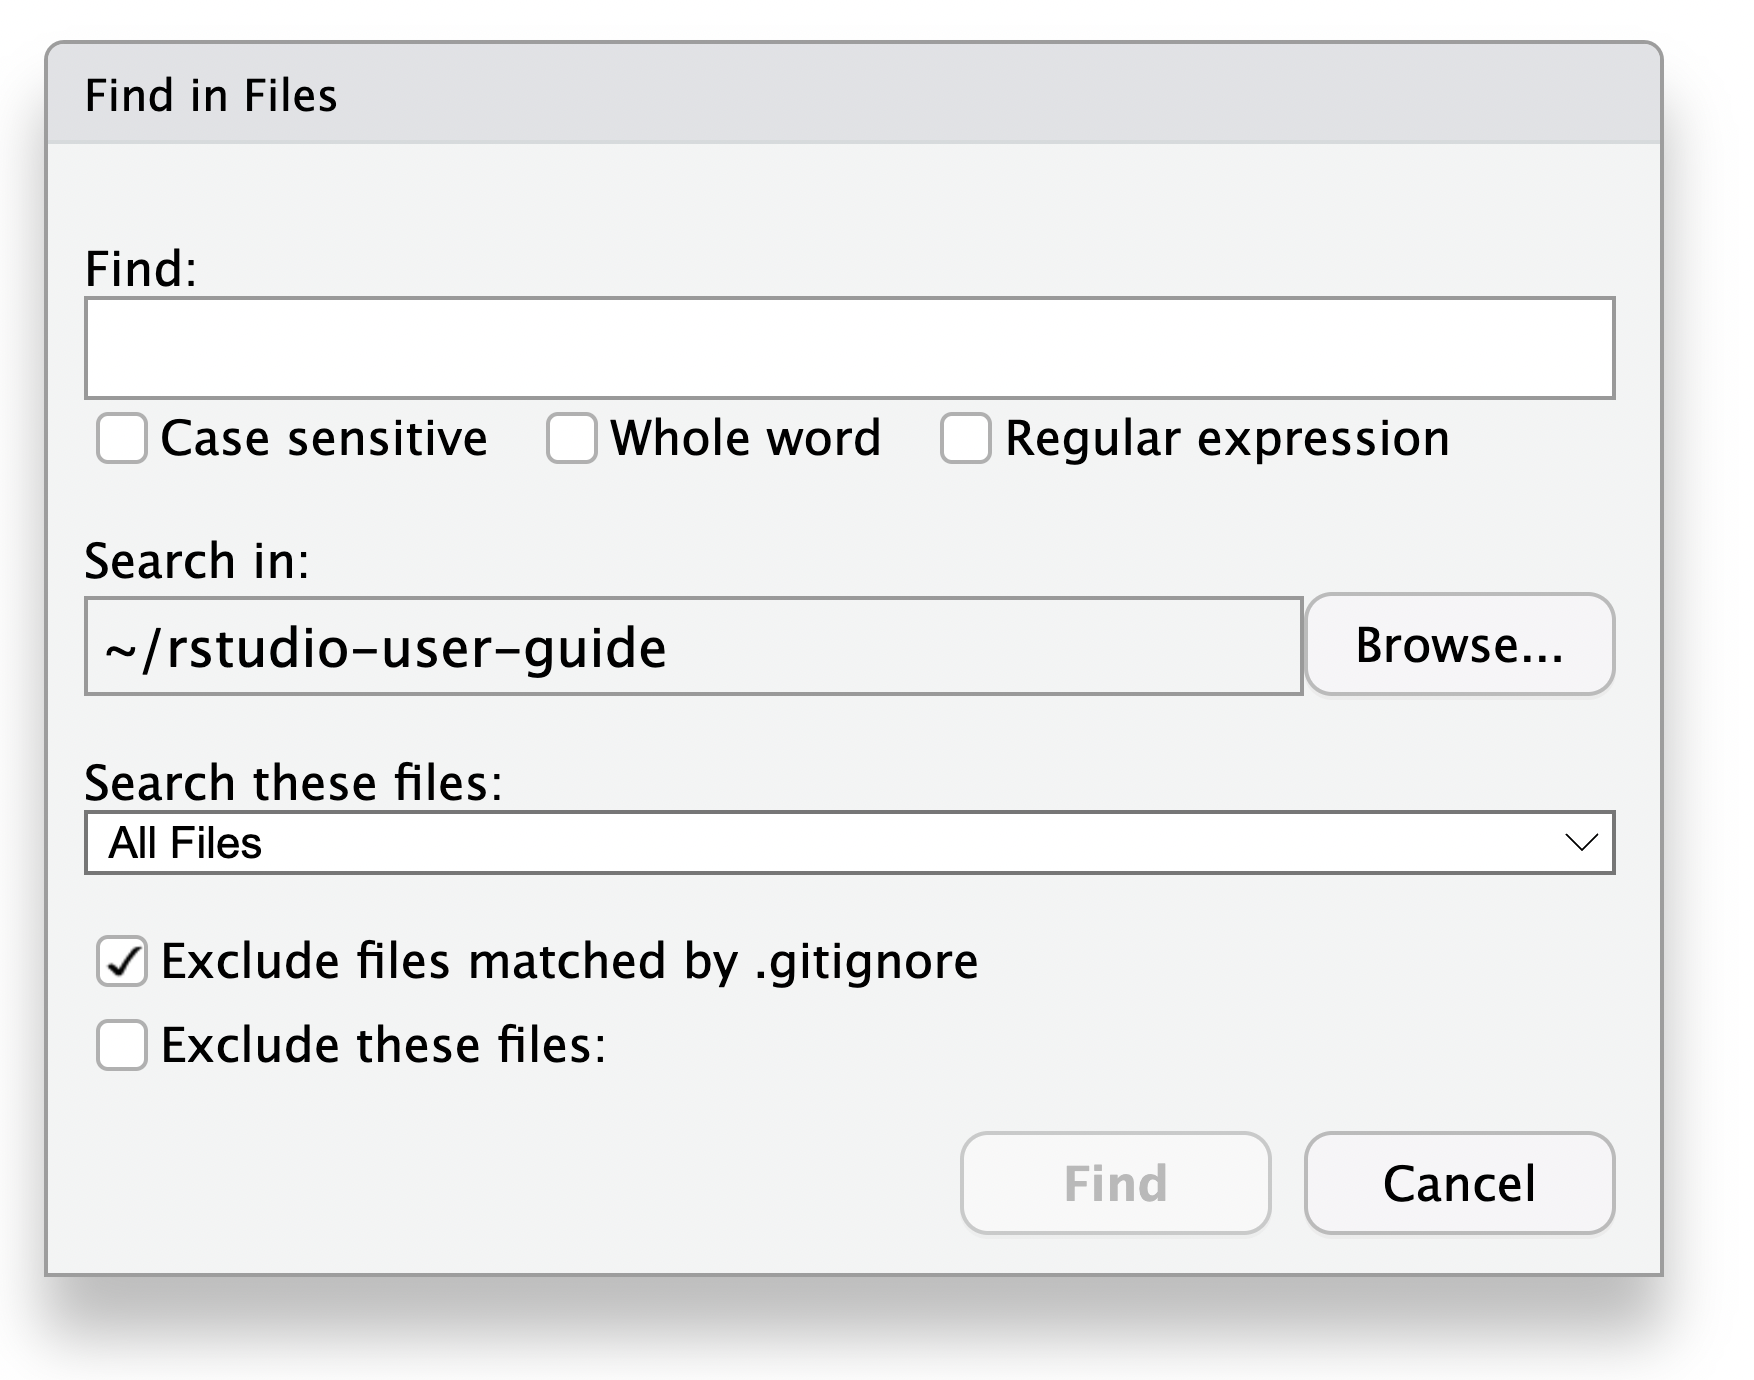 Find in Files
Find:
Case sensitive Whole word Regular expression
Search in:
~/rstudio-user-guide Browse...
Search these files:
All Files
Exclude files matched by .gitignore
Exclude these files:
Find Cancel